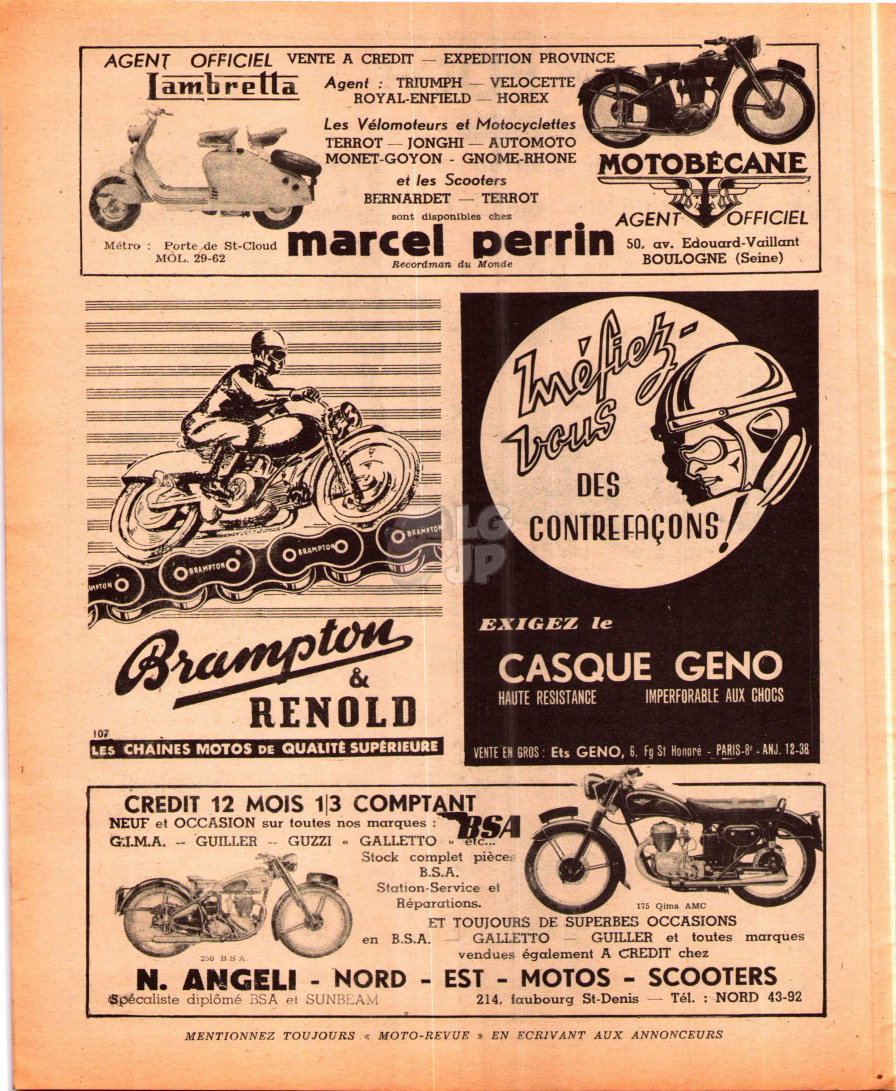 AGENT OFFICIEL VENTE A CREDIT — EXPEDITION PROVINCE
Lambretta
Agent : TRIUMPH — VELOCETTE
ROYAL-ENFIELD — HOREX
Les Vélomoteurs et Motocyclettes
TERROT — JONGHI — AUTOMOTO
MONET-GOYON - GNOME-RHONE
et les Scooters
BERNARDET — TERROT
sont disponibles chez
MOTOBÉCANE
AGENT OFFICIEL
Métro : Porte de St-Cloud
MOL. 29-62
marcel perrin
Recordman du Monde
50, av. Edouard-Vaillant
BOULOGNE (Seine)
BRAMPTON
BRAMPTON
BRAMPTON
Brampton
&
RENOLD
107
LES CHAINES MOTOS DE QUALITÉ SUPÉRIEURE
Méfiez-
vous
DES
CONTREFAÇONS!
EXIGEZ le
CASQUE GENO
HAUTE RESISTANCE IMPERFORABLE AUX CHOCS
VENTE EN GROS : Ets GENO, 6, Fg St Honoré - PARIS-8e - ANJ. 12-38
ALG
JP
CREDIT 12 MOIS 1|3 COMPTANT
NEUF et OCCASION sur toutes nos marques : BSA
G.I.M.A. -- GUILLER -- GUZZI « GALLETTO » etc...
Stock complet pièces
B.S.A.
Station-Service et
Réparations.
250 B S A
175 Gima AMC
ET TOUJOURS DE SUPERBES OCCASIONS
en B.S.A. — GALLETTO — GUILLER et toutes marques
vendues également A CREDIT chez
N. ANGELI - NORD - EST - MOTOS - SCOOTERS
Spécaliste diplômé BSA et SUNBEAM 214, faubourg St-Denis — Tél. : NORD 43-92
MENTIONNEZ TOUJOURS « MOTO-REVUE » EN ECRIVANT AUX ANNONCEURS